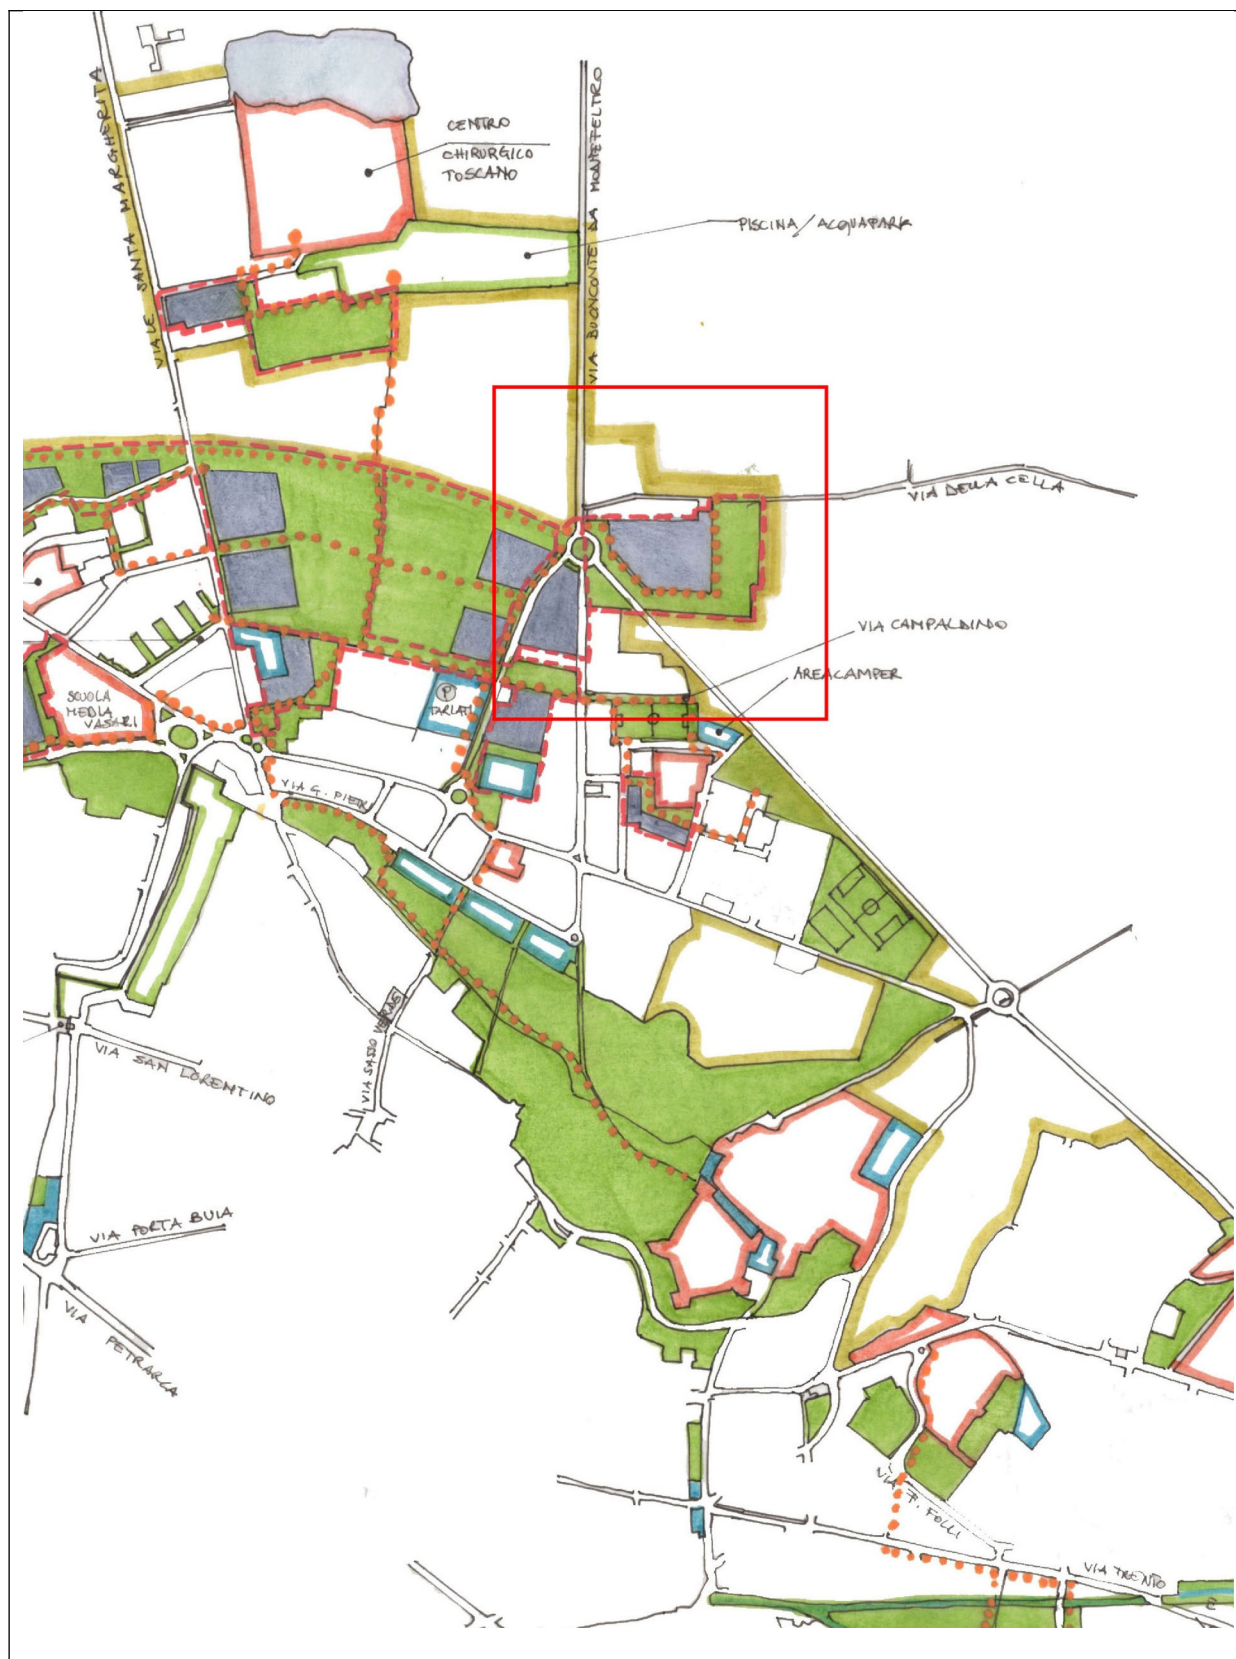 VIALE SANTA MARGHERITA
CENTRO
CHIRURGICO
TOSCANO
VIA BUONCONTE DA MONTEFELTRO
PISCINA/ACQUAPARK
VIA DELLA CELLA
VIA CAMPALDINO
AREA CAMPER
SCUOLA
MEDIA
VASARI
P
TARLATI
VIA G. PIETRI
VIA SAN LORENTINO
VIA SASSO VERDE
VIA PORTA BUIA
VIA PETRARCA
VIA F. FOLLI
VIA TRENTO